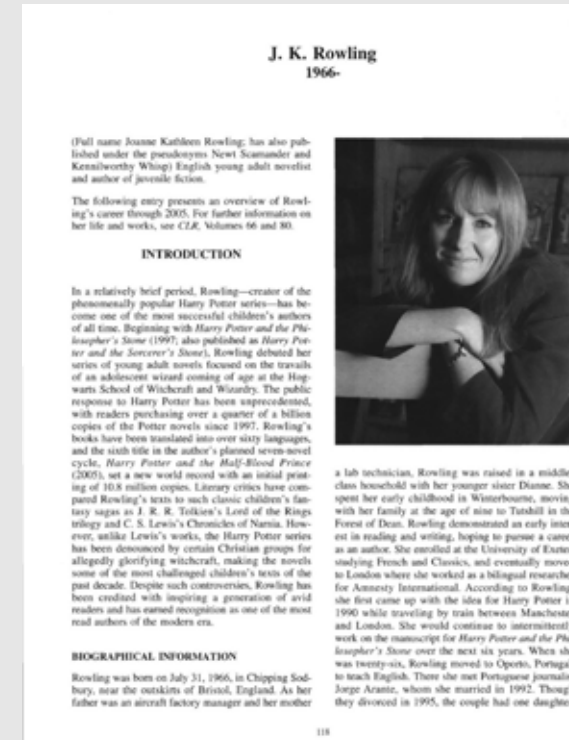 J. K. Rowling
1966-
(Full name Joanne Kathleen Rowling; has also pub-
lished under the pseudonyms Newt Scamander and
Kennilworthy Whisp) English young adult novelist
and author of juvenile fiction.
The following entry presents an overview of Rowl-
ing's career through 2005. For further information on
her life and works, see CLR, Volumes 66 and 80.
INTRODUCTION
In a relatively brief period, Rowling—creator of the
phenomenally popular Harry Potter series—has be-
come one of the most successful children's authors
of all time. Beginning with Harry Potter and the Phi-
losopher's Stone (1997; also published as Harry Pot-
ter and the Sorcerer's Stone), Rowling debuted her
series of young adult novels focused on the travails
of an adolescent wizard coming of age at the Hog-
warts School of Witchcraft and Wizardry. The public
response to Harry Potter has been unprecedented,
with readers purchasing over a quarter of a billion
copies of the Potter novels since 1997. Rowling's
books have been translated into over sixty languages,
and the sixth title in the author's planned seven-novel
cycle, Harry Potter and the Half-Blood Prince
(2005), set a new world record with an initial print-
ing of 10.8 million copies. Literary critics have com-
pared Rowling's texts to such classic children's fan-
tasy sagas as J. R. R. Tolkien's Lord of the Rings
trilogy and C. S. Lewis's Chronicles of Narnia. How-
ever, unlike Lewis's works, the Harry Potter series
has been denounced by certain Christian groups for
allegedly glorifying witchcraft, making the novels
some of the most challenged children's texts of the
past decade. Despite such controversies, Rowling has
been credited with inspiring a generation of avid
readers and has earned recognition as one of the most
read authors of the modern era.
BIOGRAPHICAL INFORMATION
Rowling was born on July 31, 1966, in Chipping Sod-
bury, near the outskirts of Bristol, England. As her
father was an aircraft factory manager and her mother
a lab technician, Rowling was raised in a middle
class household with her younger sister Dianne. Sh
spent her early childhood in Winterbourne, movin
with her family at the age of nine to Tutshill in th
Forest of Dean. Rowling demonstrated an early inter
est in reading and writing, hoping to pursue a caree
as an author. She enrolled at the University of Exete
studying French and Classics, and eventually move
to London where she worked as a bilingual researche
for Amnesty International. According to Rowling
she first came up with the idea for Harry Potter i
1990 while traveling by train between Mancheste
and London. She would continue to intermittentl
work on the manuscript for Harry Potter and the Phi
losopher's Stone over the next six years. When sh
was twenty-six, Rowling moved to Oporto, Portuga
to teach English. There she met Portuguese journali
Jorge Arante, whom she married in 1992. Thoug
they divorced in 1995, the couple had one daughte
118